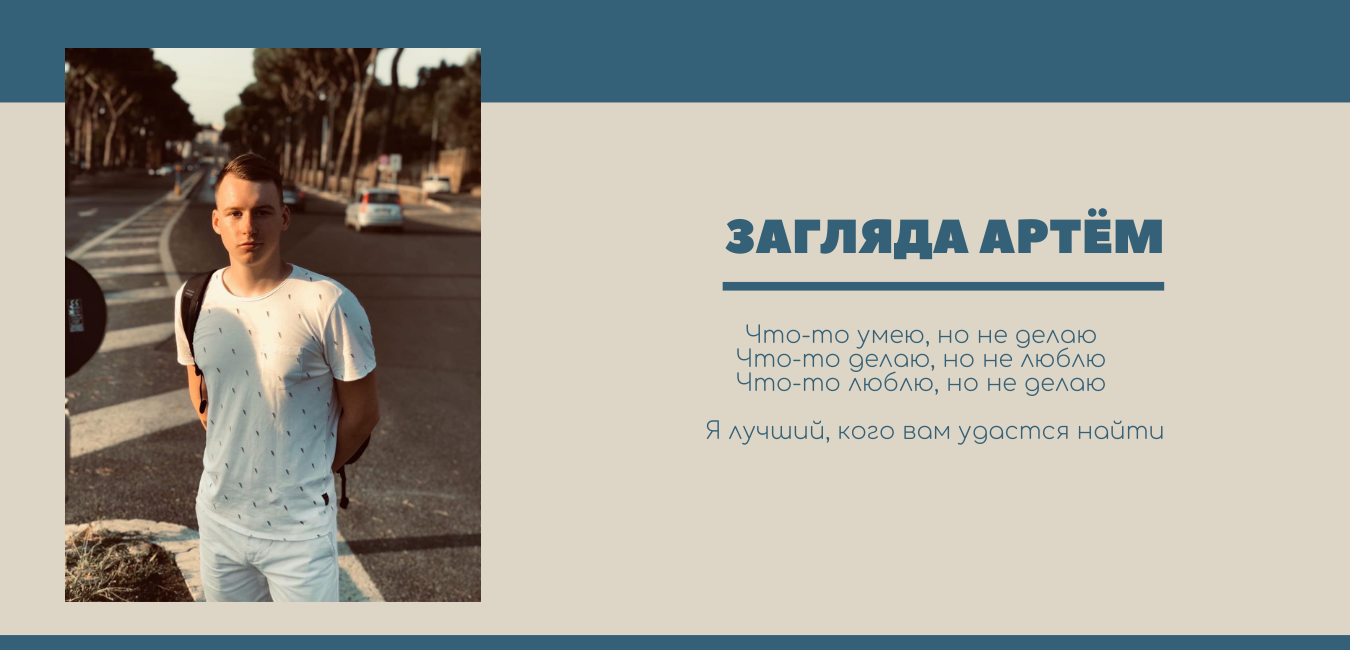 ЗАГЛЯДА АРТЁМ
Что-то умею, но не делаю
Что-то делаю, но не люблю
Что-то люблю, но не делаю
Я лучший, кого вам удастся найти